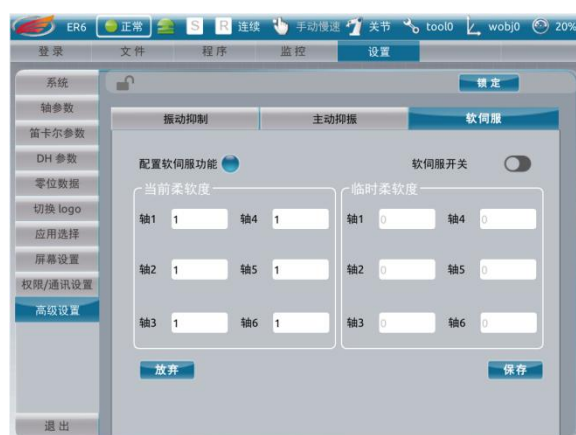 ER6 正常 S R 连续 手动慢速 关节 tool0 wobj0 20%
登录 文件 程序 监控 设置
系统
锁定
轴参数
振动抑制 主动抑振 软伺服
笛卡尔参数
DH 参数
配置软伺服功能 软伺服开关
零位数据
当前柔软度 临时柔软度
切换 logo
轴1 1 轴4 1 轴1 0 轴4 0
应用选择
屏幕设置
轴2 1 轴5 1 轴2 0 轴5 0
权限/通讯设置
高级设置
轴3 1 轴6 1 轴3 0 轴6 0
放弃 保存
退出